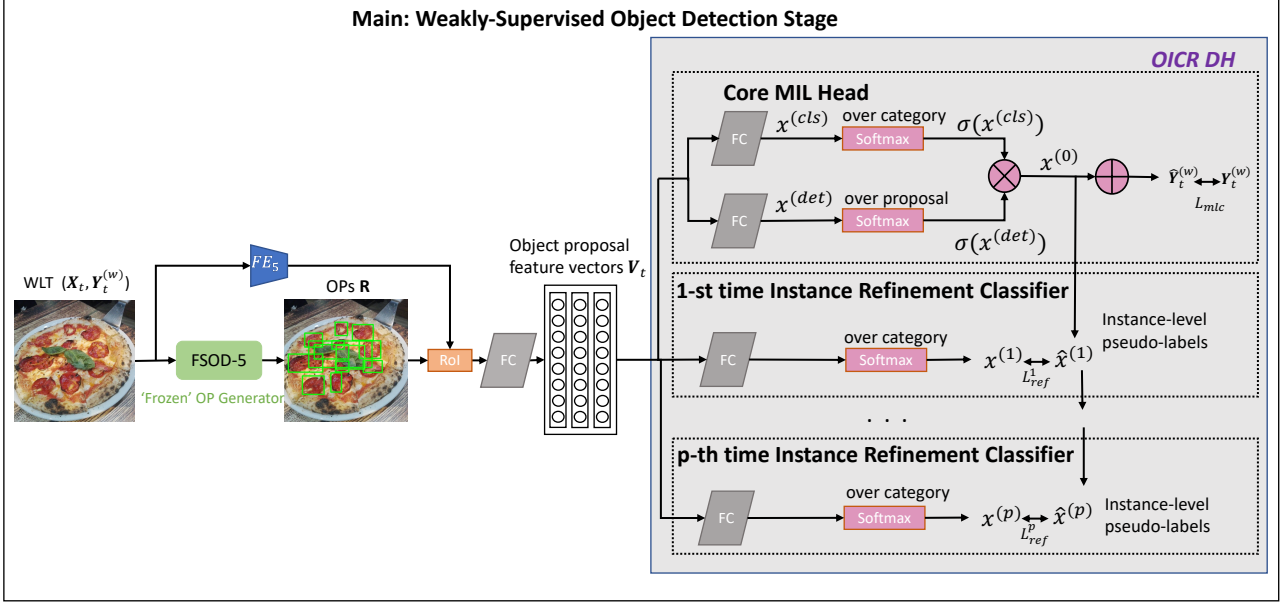 Main: Weakly-Supervised Object Detection Stage
OICR DH
Core MIL Head
FC
x^(cls)
over category
Softmax
σ(x^(cls))
x^(0)
Ŷ_t^(w)
Y_t^(w)
L_mlc
FC
x^(det)
over proposal
Softmax
σ(x^(det))
Object proposal
feature vectors V_t
FE_5
WLT (X_t, Y_t^(w))
OPs R
FSOD-5
RoI
FC
'Frozen' OP Generator
1-st time Instance Refinement Classifier
FC
over category
Softmax
x^(1)
x̂^(1)
L_ref^1
Instance-level
pseudo-labels
. . .
p-th time Instance Refinement Classifier
FC
over category
Softmax
x^(p)
x̂^(p)
L_ref^p
Instance-level
pseudo-labels